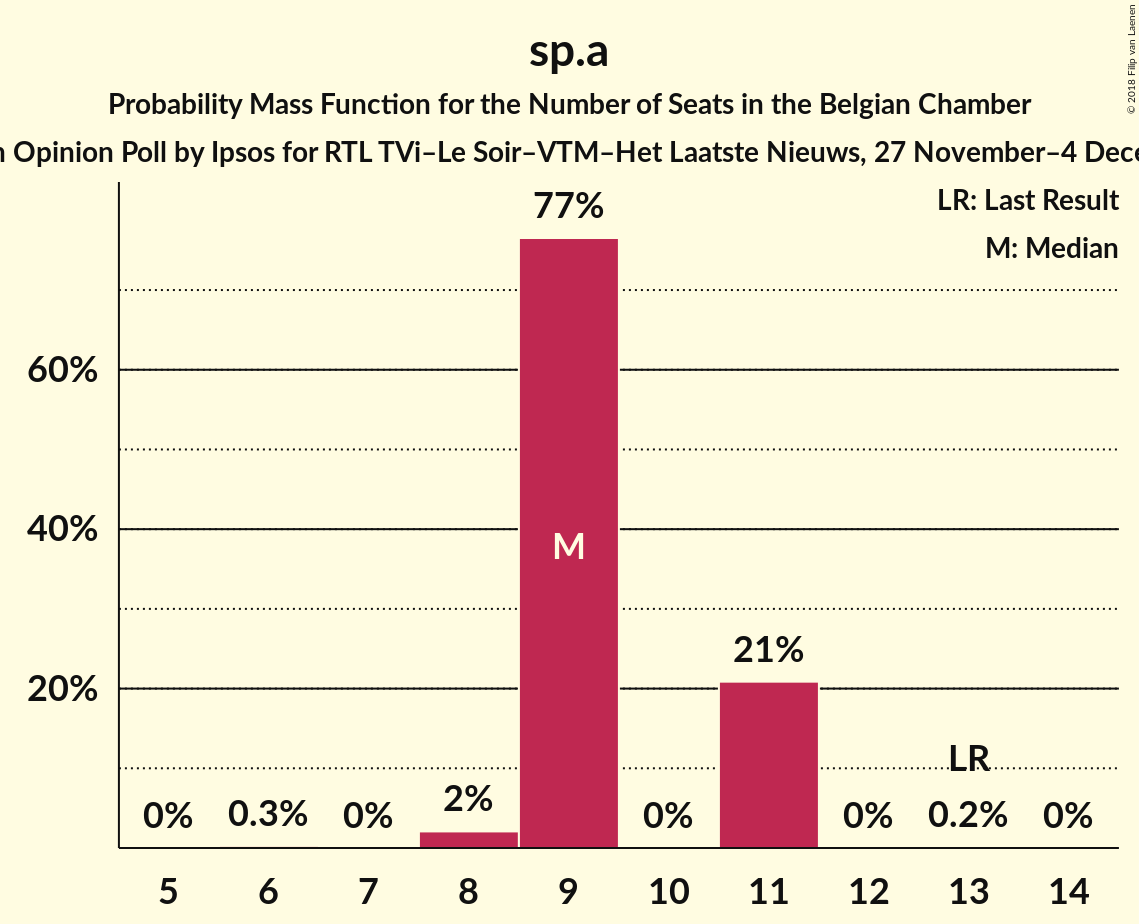 sp.a
Probability Mass Function for the Number of Seats in the Belgian Chamber
Opinion Poll by Ipsos for RTL TVi–Le Soir–VTM–Het Laatste Nieuws, 27 November–4
© 2018 Filip van Laenen
LR: Last Result
M: Median
77%
60%
40%
M
21%
20%
LR
0% 0.3% 0% 2% 0% 0% 0.2% 0%
5 6 7 8 9 10 11 12 13 14